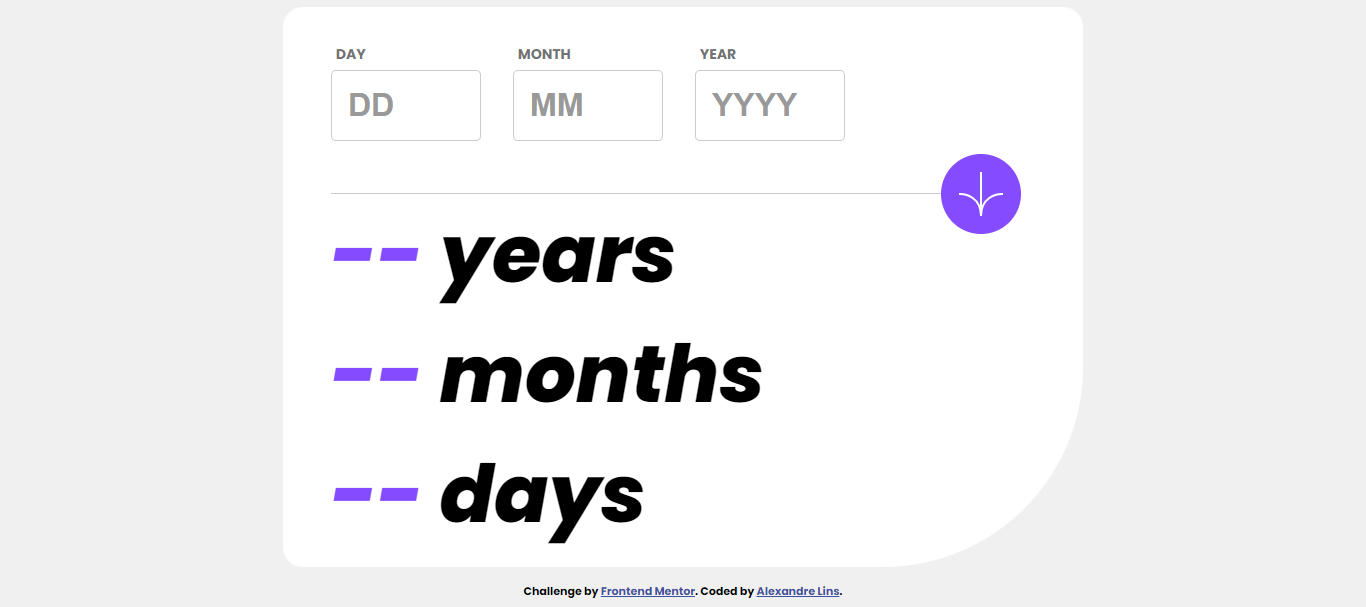 DAY MONTH YEAR
DD MM YYYY
-- years
-- months
-- days
Challenge by Frontend Mentor. Coded by Alexandre Lins.